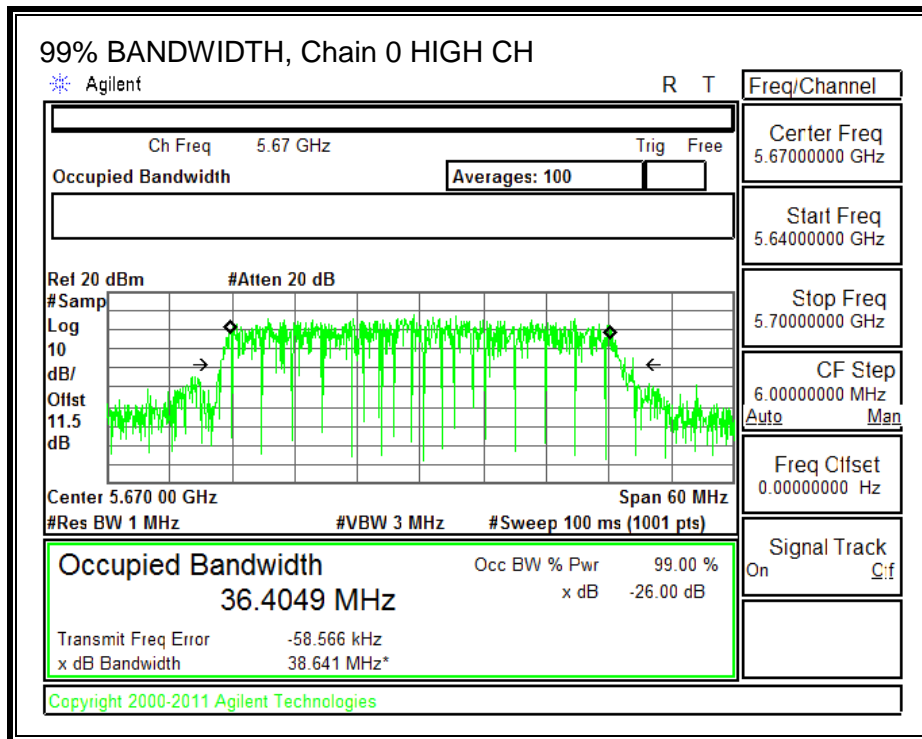 99% BANDWIDTH, Chain 0 HIGH CH
Agilent R T
Freq/Channel
Ch Freq 5.67 GHz Trig Free
Occupied Bandwidth Averages: 100
Center Freq
5.67000000 GHz
Start Freq
5.64000000 GHz
Stop Freq
5.70000000 GHz
CF Step
6.00000000 MHz
Auto Man
Freq Offset
0.00000000 Hz
Signal Track
On Off
Ref 20 dBm #Atten 20 dB
#Samp
Log
10
dB/
Offst
11.5
dB
Center 5.670 00 GHz Span 60 MHz
#Res BW 1 MHz #VBW 3 MHz #Sweep 100 ms (1001 pts)
Occupied Bandwidth
36.4049 MHz
Occ BW % Pwr 99.00 %
x dB -26.00 dB
Transmit Freq Error -58.566 kHz
x dB Bandwidth 38.641 MHz*
Copyright 2000-2011 Agilent Technologies